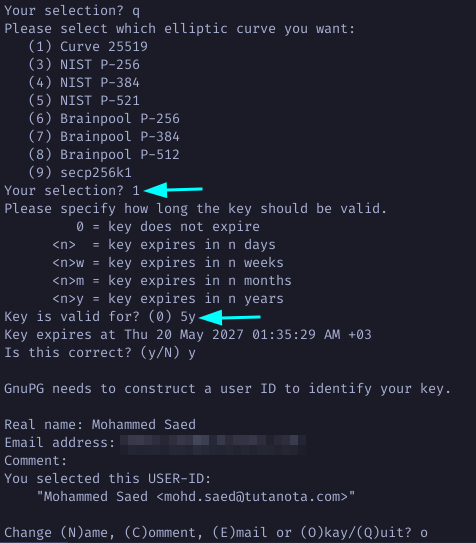 Your selection? q
Please select which elliptic curve you want:
   (1) Curve 25519
   (3) NIST P-256
   (4) NIST P-384
   (5) NIST P-521
   (6) Brainpool P-256
   (7) Brainpool P-384
   (8) Brainpool P-512
   (9) secp256k1
Your selection? 1
Please specify how long the key should be valid.
         0 = key does not expire
      <n>  = key expires in n days
      <n>w = key expires in n weeks
      <n>m = key expires in n months
      <n>y = key expires in n years
Key is valid for? (0) 5y
Key expires at Thu 20 May 2027 01:35:29 AM +03
Is this correct? (y/N) y
GnuPG needs to construct a user ID to identify your key.
Real name: Mohammed Saed
Email address:
Comment:
You selected this USER-ID:
    "Mohammed Saed <mohd.saed@tutanota.com>"
Change (N)ame, (C)omment, (E)mail or (O)kay/(Q)uit? o